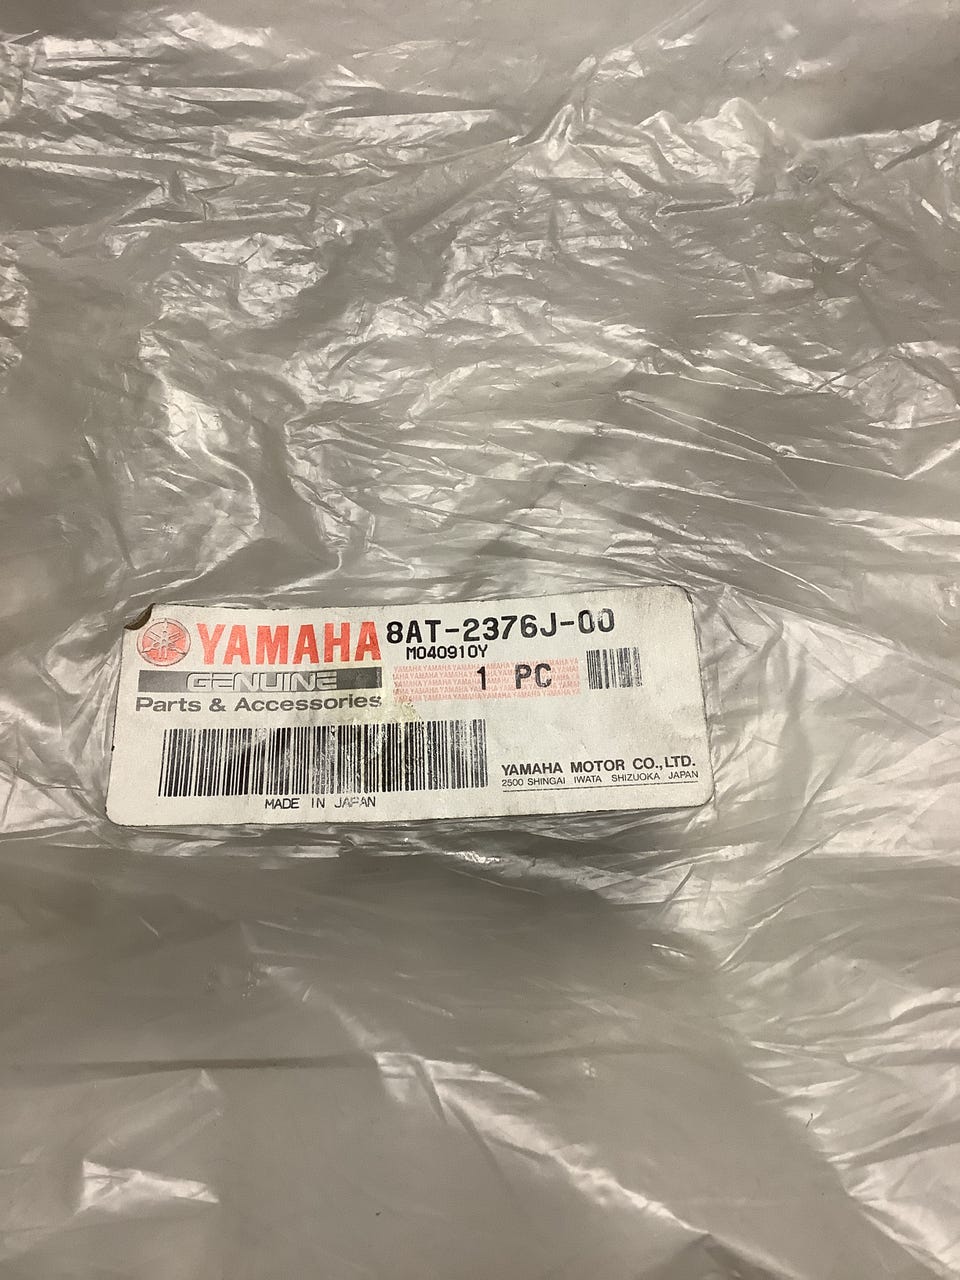 YAMAHA
8AT-2376J-00
M040910Y
GENUINE
1 PC
Parts & Accessories
YAMAHA MOTOR CO.,LTD.
2500 SHINGAI IWATA SHIZUOKA JAPAN
MADE IN JAPAN